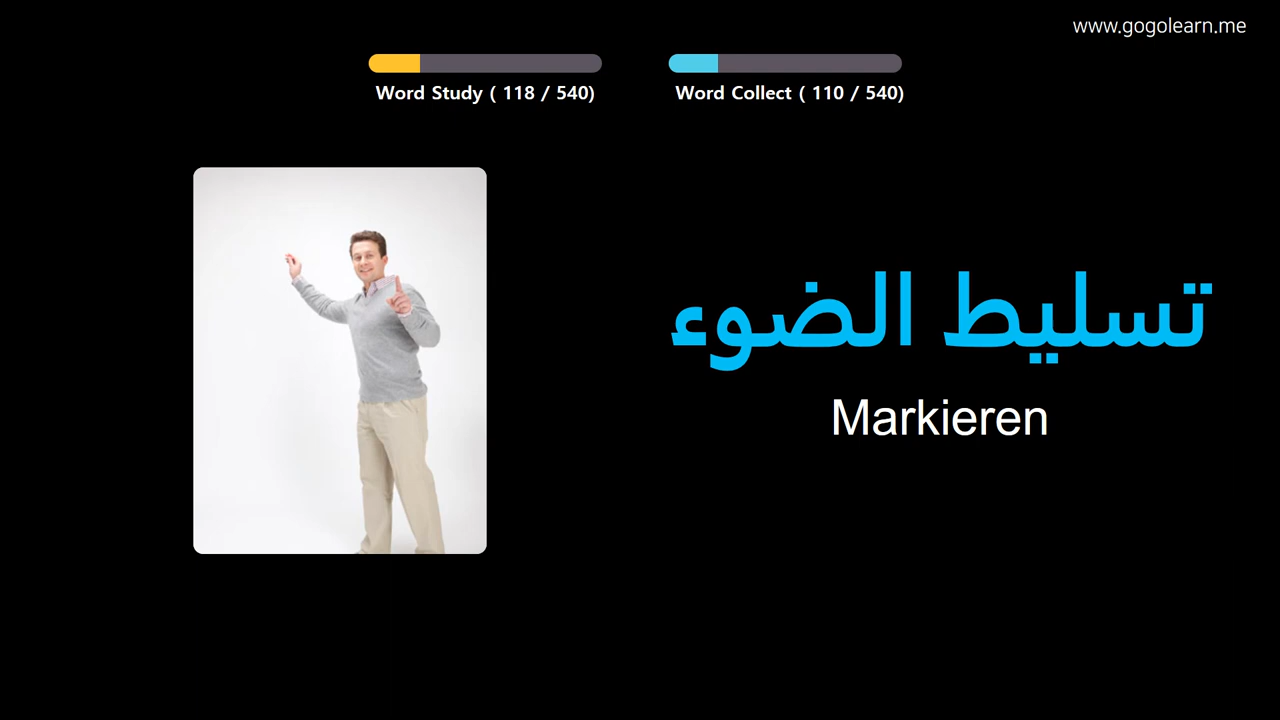 www.gogolearn.me
Word Study ( 118 / 540)
Word Collect ( 110 / 540)
تسليط الضوء
Markieren